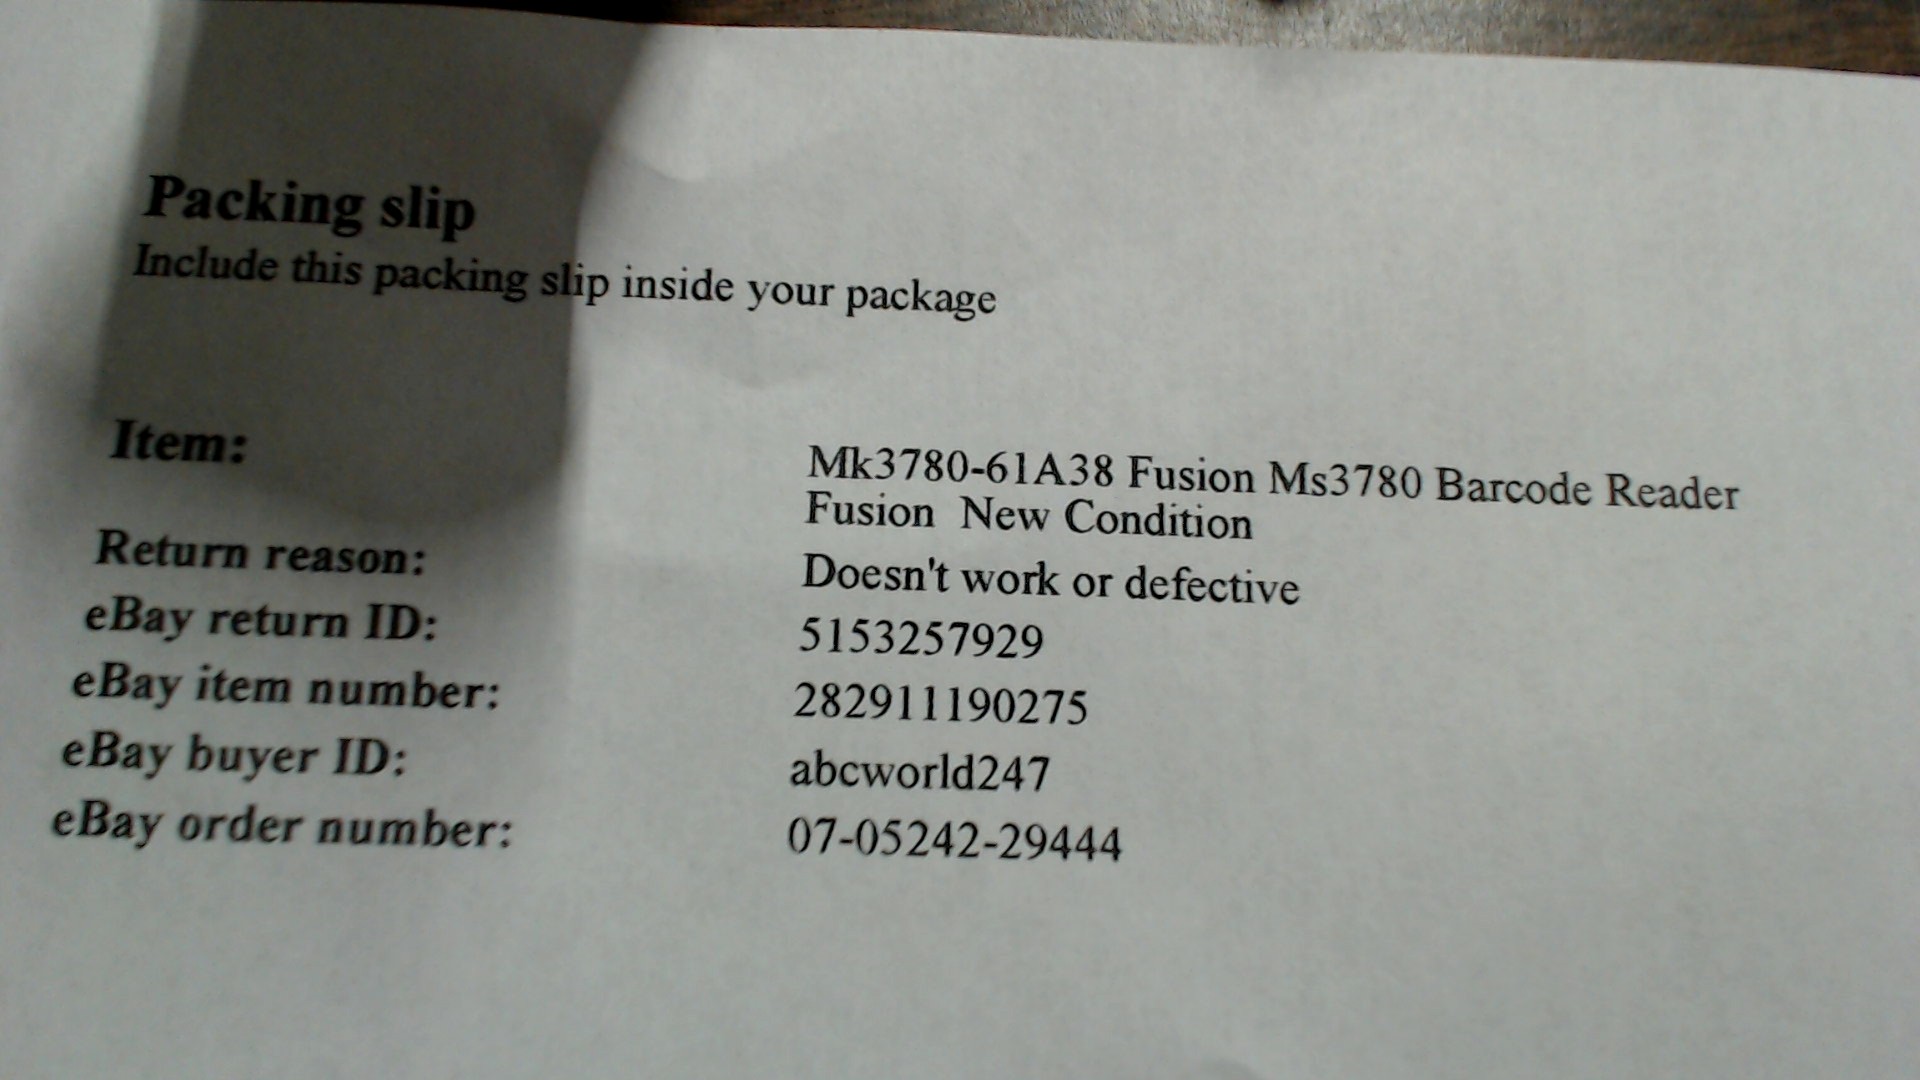 Packing slip
Include this packing slip inside your package
Item: Mk3780-61A38 Fusion Ms3780 Barcode Reader
Fusion  New Condition
Return reason: Doesn't work or defective
eBay return ID: 5153257929
eBay item number: 282911190275
eBay buyer ID: abcworld247
eBay order number: 07-05242-29444